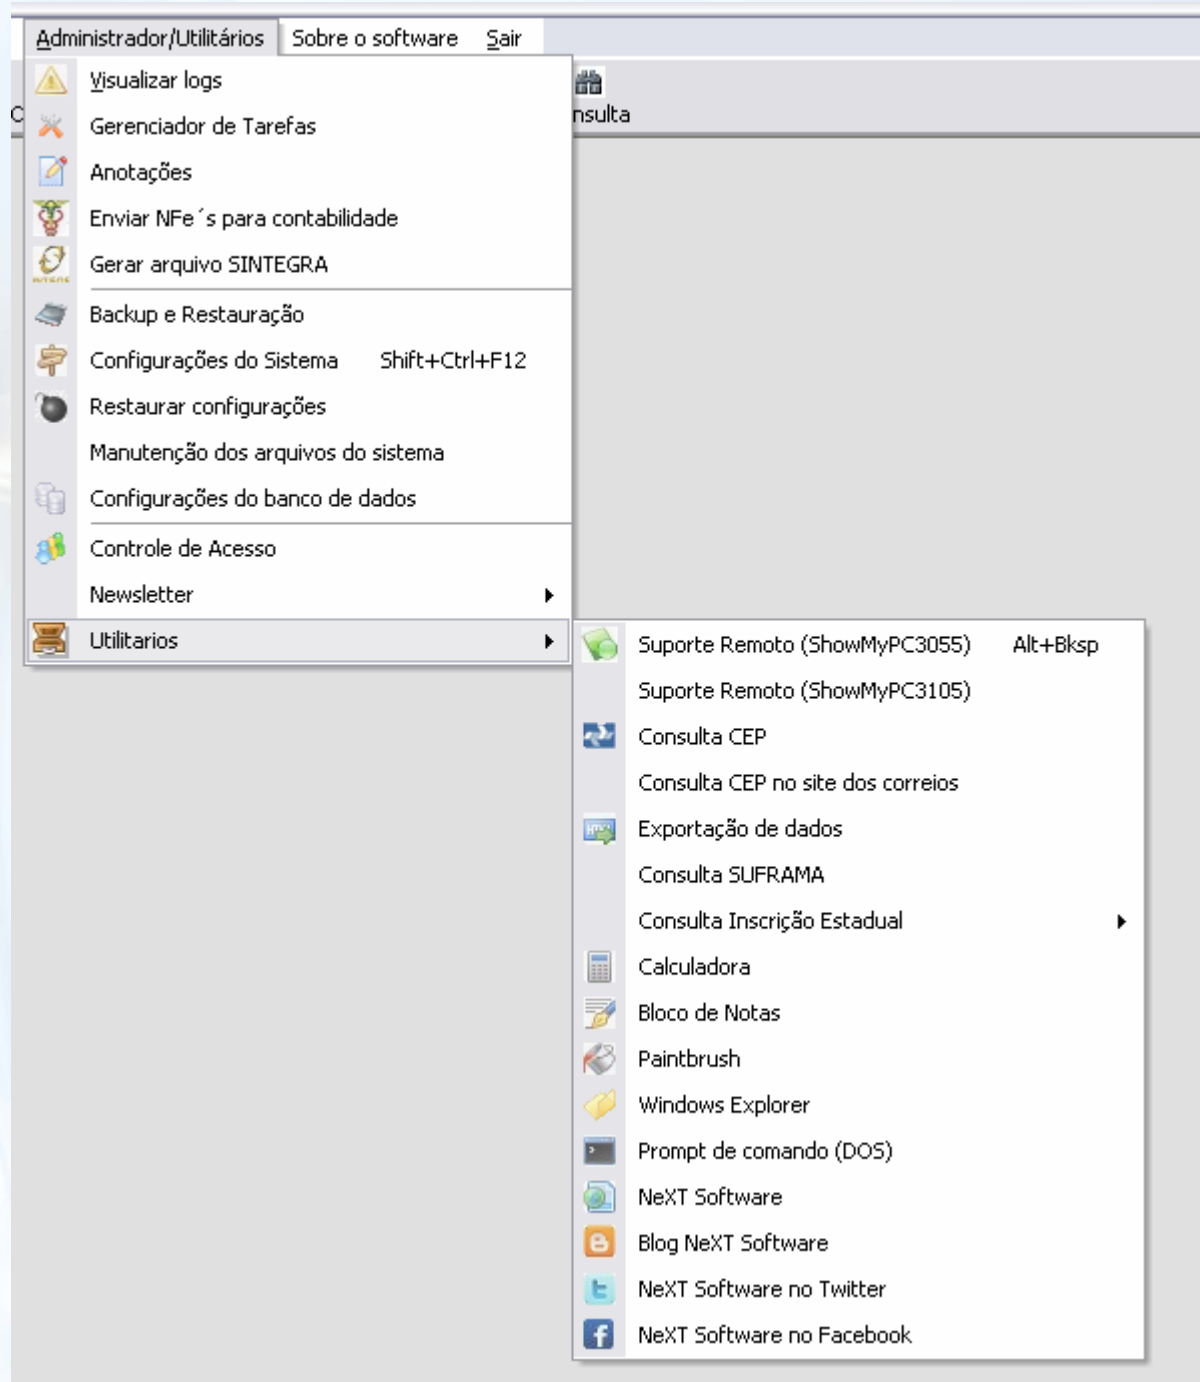 Administrador/Utilitários Sobre o software Sair
Visualizar logs
nsulta
Gerenciador de Tarefas
Anotações
Enviar NFe´s para contabilidade
Gerar arquivo SINTEGRA
Backup e Restauração
Configurações do Sistema Shift+Ctrl+F12
Restaurar configurações
Manutenção dos arquivos do sistema
Configurações do banco de dados
Controle de Acesso
Newsletter
Utilitarios
Suporte Remoto (ShowMyPC3055) Alt+Bksp
Suporte Remoto (ShowMyPC3105)
Consulta CEP
Consulta CEP no site dos correios
Exportação de dados
Consulta SUFRAMA
Consulta Inscrição Estadual
Calculadora
Bloco de Notas
Paintbrush
Windows Explorer
Prompt de comando (DOS)
NeXT Software
Blog NeXT Software
NeXT Software no Twitter
NeXT Software no Facebook